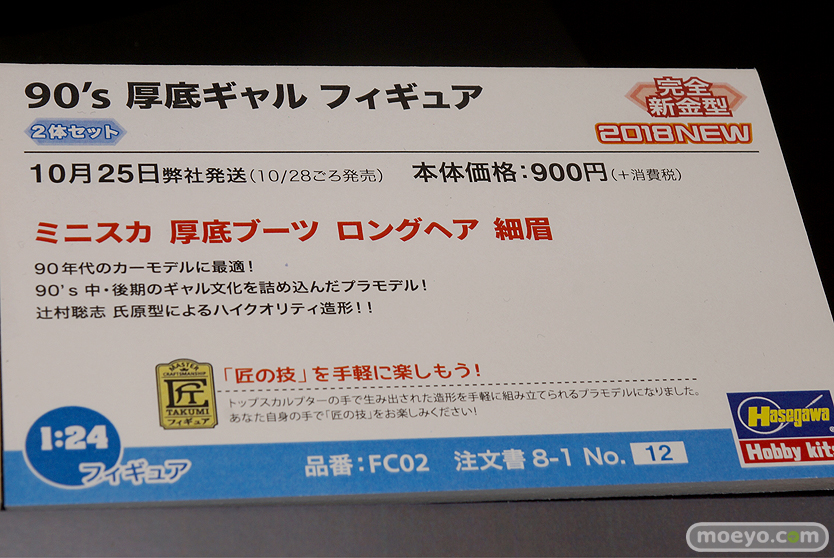 90's 厚底ギャル フィギュア
完全
新金型
2体セット
2018NEW
10月25日弊社発送(10/28ごろ発売) 本体価格:900円(+消費税)
ミニスカ 厚底ブーツ ロングヘア 細眉
90年代のカーモデルに最適!
90's 中・後期のギャル文化を詰め込んだプラモデル!
辻村聡志 氏原型によるハイクオリティ造形!!
MASTER
CRAFTSMANSHIP
匠
TAKUMI
フィギュア
「匠の技」を手軽に楽しもう!
トップスカルプターの手で生み出された造形を手軽に組み立てられるプラモデルになりました。
あなた自身の手で「匠の技」をお楽しみください!
1:24
フィギュア
品番:FC02 注文書 8-1 No. 12
Hasegawa
Hobby kits
moeyo.com